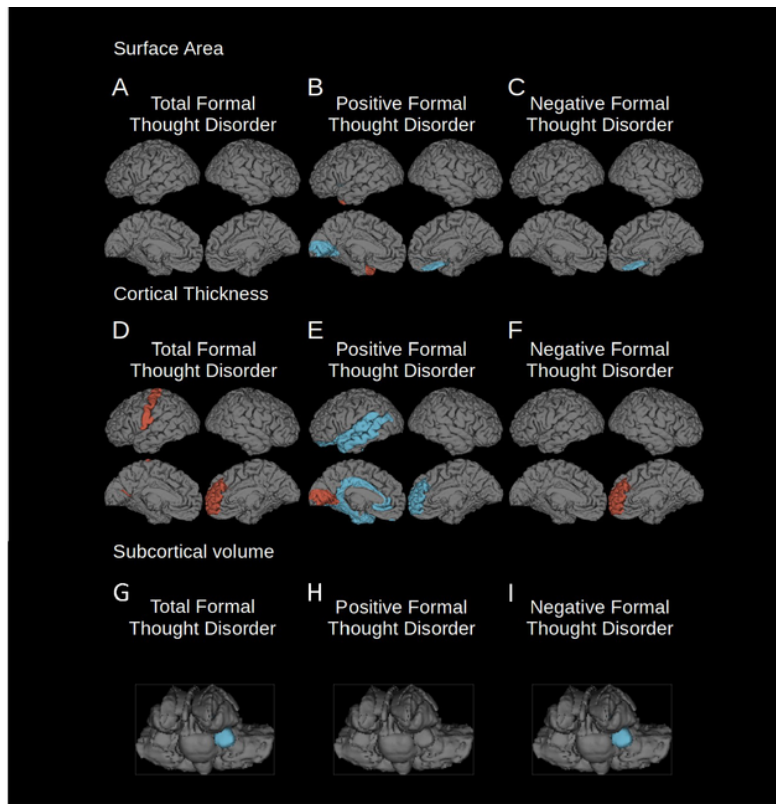 Surface Area
A
B
C
Total Formal
Thought Disorder
Positive Formal
Thought Disorder
Negative Formal
Thought Disorder
Cortical Thickness
D
E
F
Total Formal
Thought Disorder
Positive Formal
Thought Disorder
Negative Formal
Thought Disorder
Subcortical volume
G
H
I
Total Formal
Thought Disorder
Positive Formal
Thought Disorder
Negative Formal
Thought Disorder